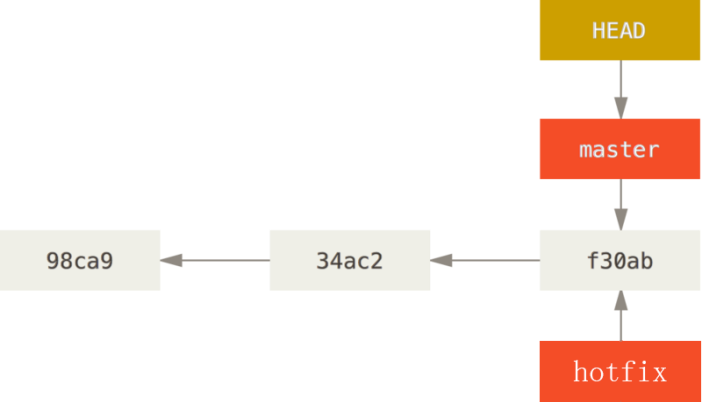 HEAD
master
98ca9
34ac2
f30ab
hotfix